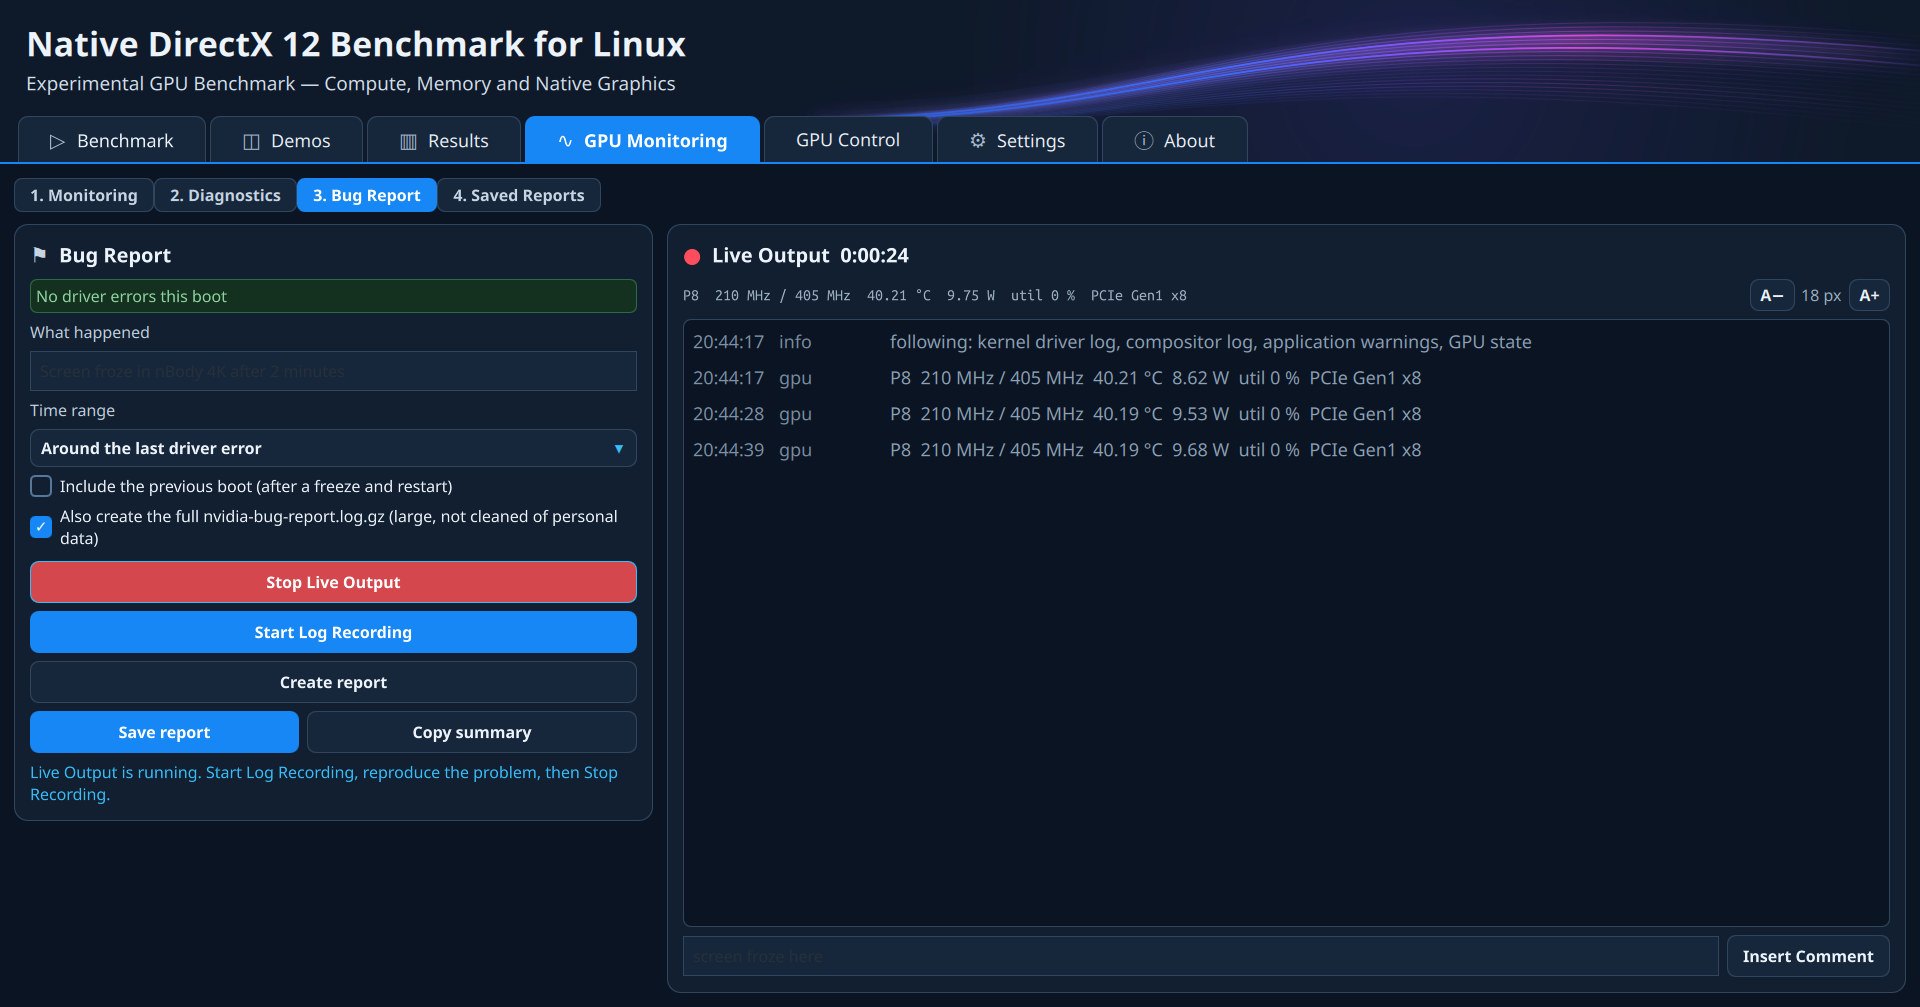 Native DirectX 12 Benchmark for Linux
Experimental GPU Benchmark — Compute, Memory and Native Graphics
Benchmark
Demos
Results
GPU Monitoring
GPU Control
Settings
About
1. Monitoring
2. Diagnostics
3. Bug Report
4. Saved Reports
Bug Report
No driver errors this boot
What happened
Screen froze in nBody 4K after 2 minutes
Time range
Around the last driver error
Include the previous boot (after a freeze and restart)
Also create the full nvidia-bug-report.log.gz (large, not cleaned of personal
data)
Stop Live Output
Start Log Recording
Create report
Save report
Copy summary
Live Output is running. Start Log Recording, reproduce the problem, then Stop
Recording.
Live Output 0:00:24
P8 210 MHz / 405 MHz 40.21 °C 9.75 W util 0 % PCIe Gen1 x8
A−
18 px
A+
20:44:17 info following: kernel driver log, compositor log, application warnings, GPU state
20:44:17 gpu P8 210 MHz / 405 MHz 40.21 °C 8.62 W util 0 % PCIe Gen1 x8
20:44:28 gpu P8 210 MHz / 405 MHz 40.19 °C 9.53 W util 0 % PCIe Gen1 x8
20:44:39 gpu P8 210 MHz / 405 MHz 40.19 °C 9.68 W util 0 % PCIe Gen1 x8
screen froze here
Insert Comment